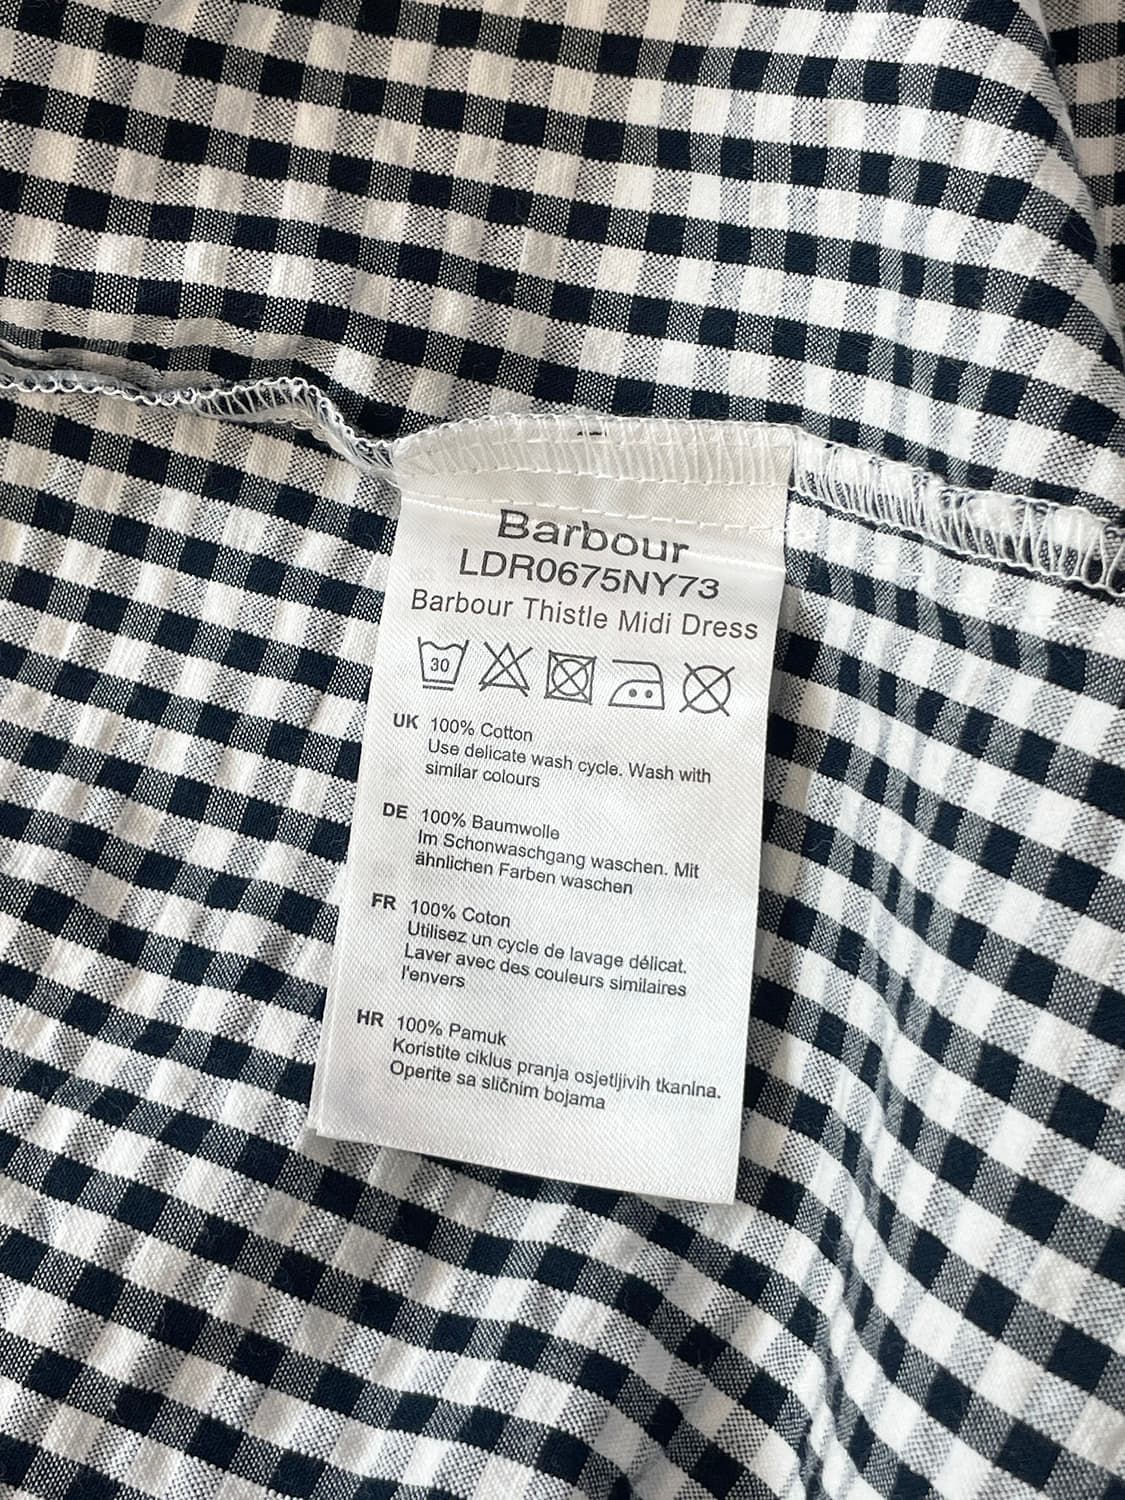 Barbour
LDR0675NY73
Barbour Thistle Midi Dress
30
UK 100% Cotton
Use delicate wash cycle. Wash with
similar colours
DE 100% Baumwolle
Im Schonwaschgang waschen. Mit
ähnlichen Farben waschen
FR 100% Coton
Utilisez un cycle de lavage délicat.
Laver avec des couleurs similaires
l'envers
HR 100% Pamuk
Koristite ciklus pranja osjetljivih tkanina.
Operite sa sličnim bojama